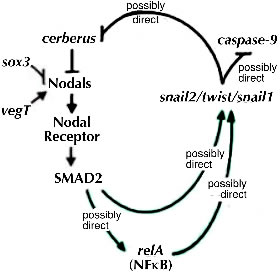 possibly
direct
cerberus
caspase-9
sox3
possibly
direct
Nodals
vegT
snail2/twist/snail1
Nodal
Receptor
SMAD2
possibly
direct
possibly
direct
possibly
direct
relA
(NFκB)